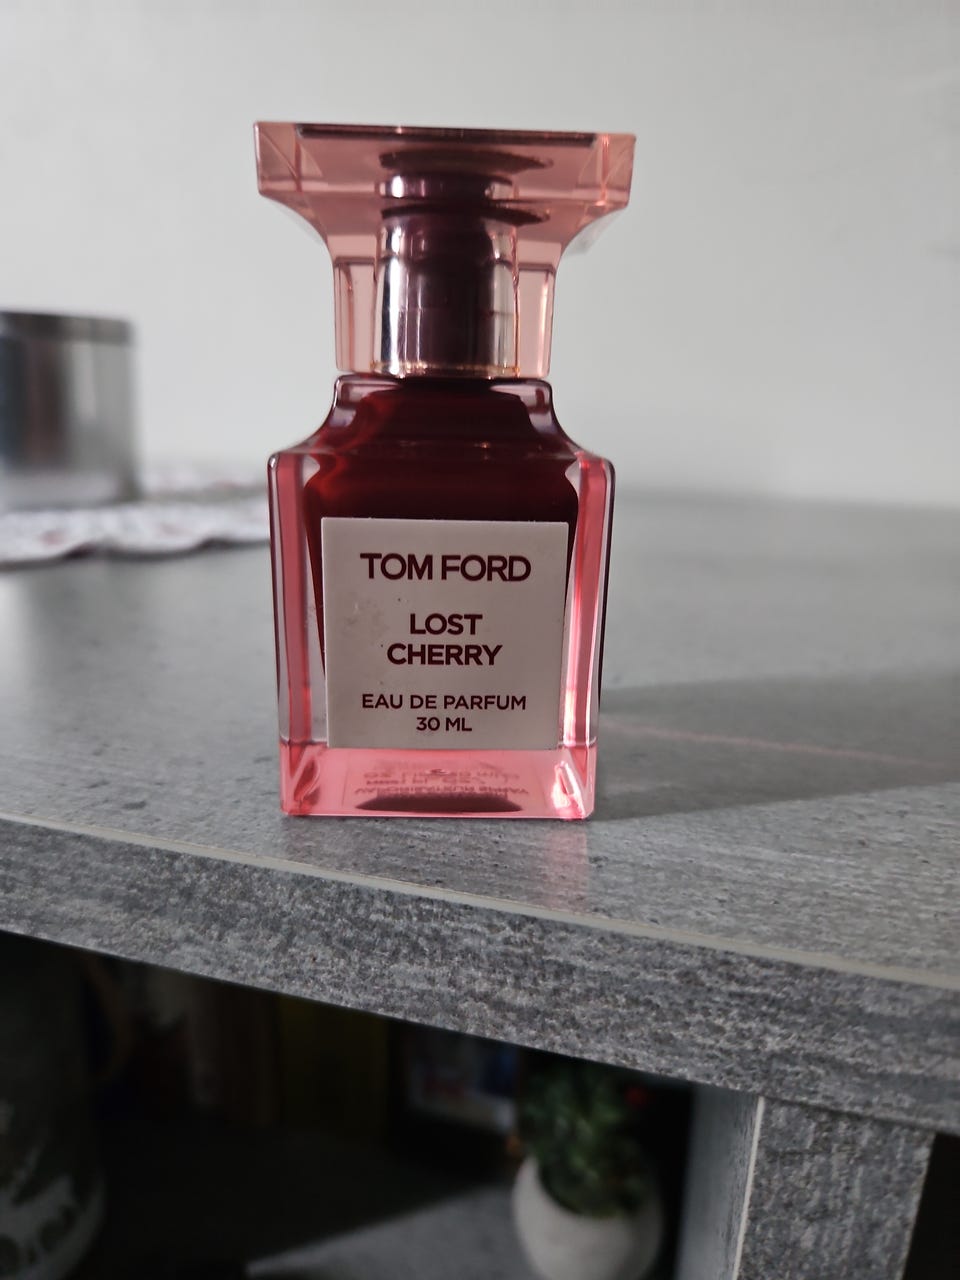 TOM FORD
LOST
CHERRY
EAU DE PARFUM
30 ML